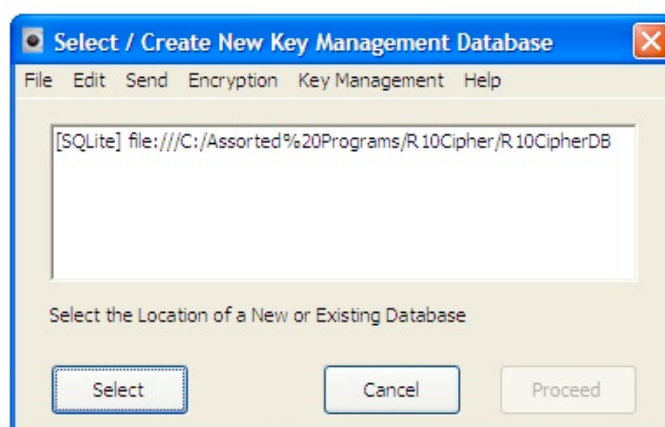 Select / Create New Key Management Database
File Edit Send Encryption Key Management Help
[SQLite] file:///C:/Assorted%20Programs/R10Cipher/R10CipherDB
Select the Location of a New or Existing Database
Select Cancel Proceed